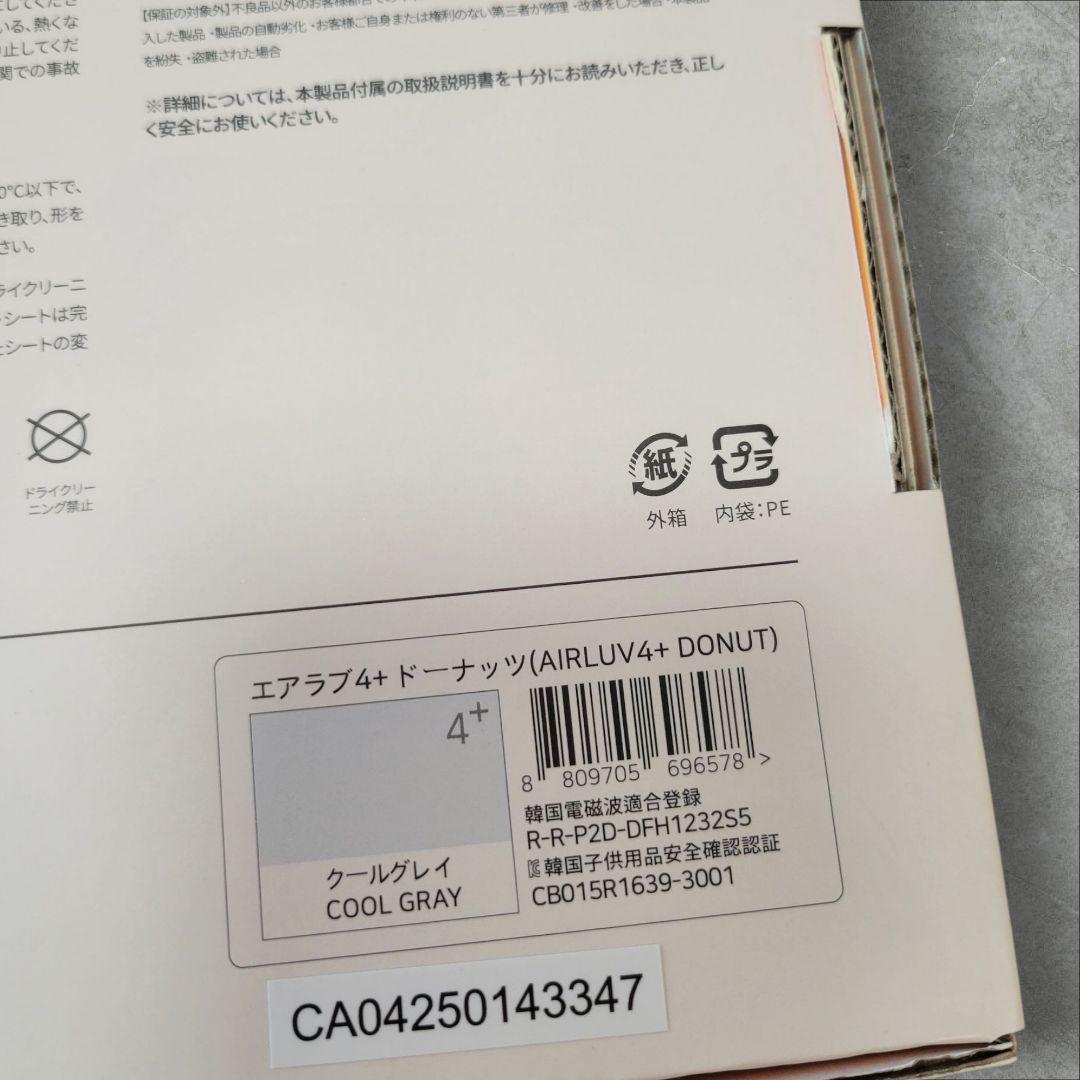 してくださ
いる、熱くな
止してくだ
関での事故
【保証の対象外】不良品以外のお客様都合での
入した製品・製品の自動劣化・お客様ご自身または権利のない第三者が修理・改善をした場合・本製品
を紛失・盗難された場合
※詳細については、本製品付属の取扱説明書を十分にお読みいただき、正し
く安全にお使いください。
0℃以下で、
き取り、形を
さい。
ライクリーニ
シートは完
シートの変
ドライクリー
ニング禁止
紙
プラ
外箱
内袋:PE
エアラブ4+ ドーナッツ(AIRLUV4+ DONUT)
4+
クールグレイ
COOL GRAY
8 809705 696578 >
韓国電磁波適合登録
R-R-P2D-DFH1232S5
韓国子供用品安全確認認証
CB015R1639-3001
CA04250143347